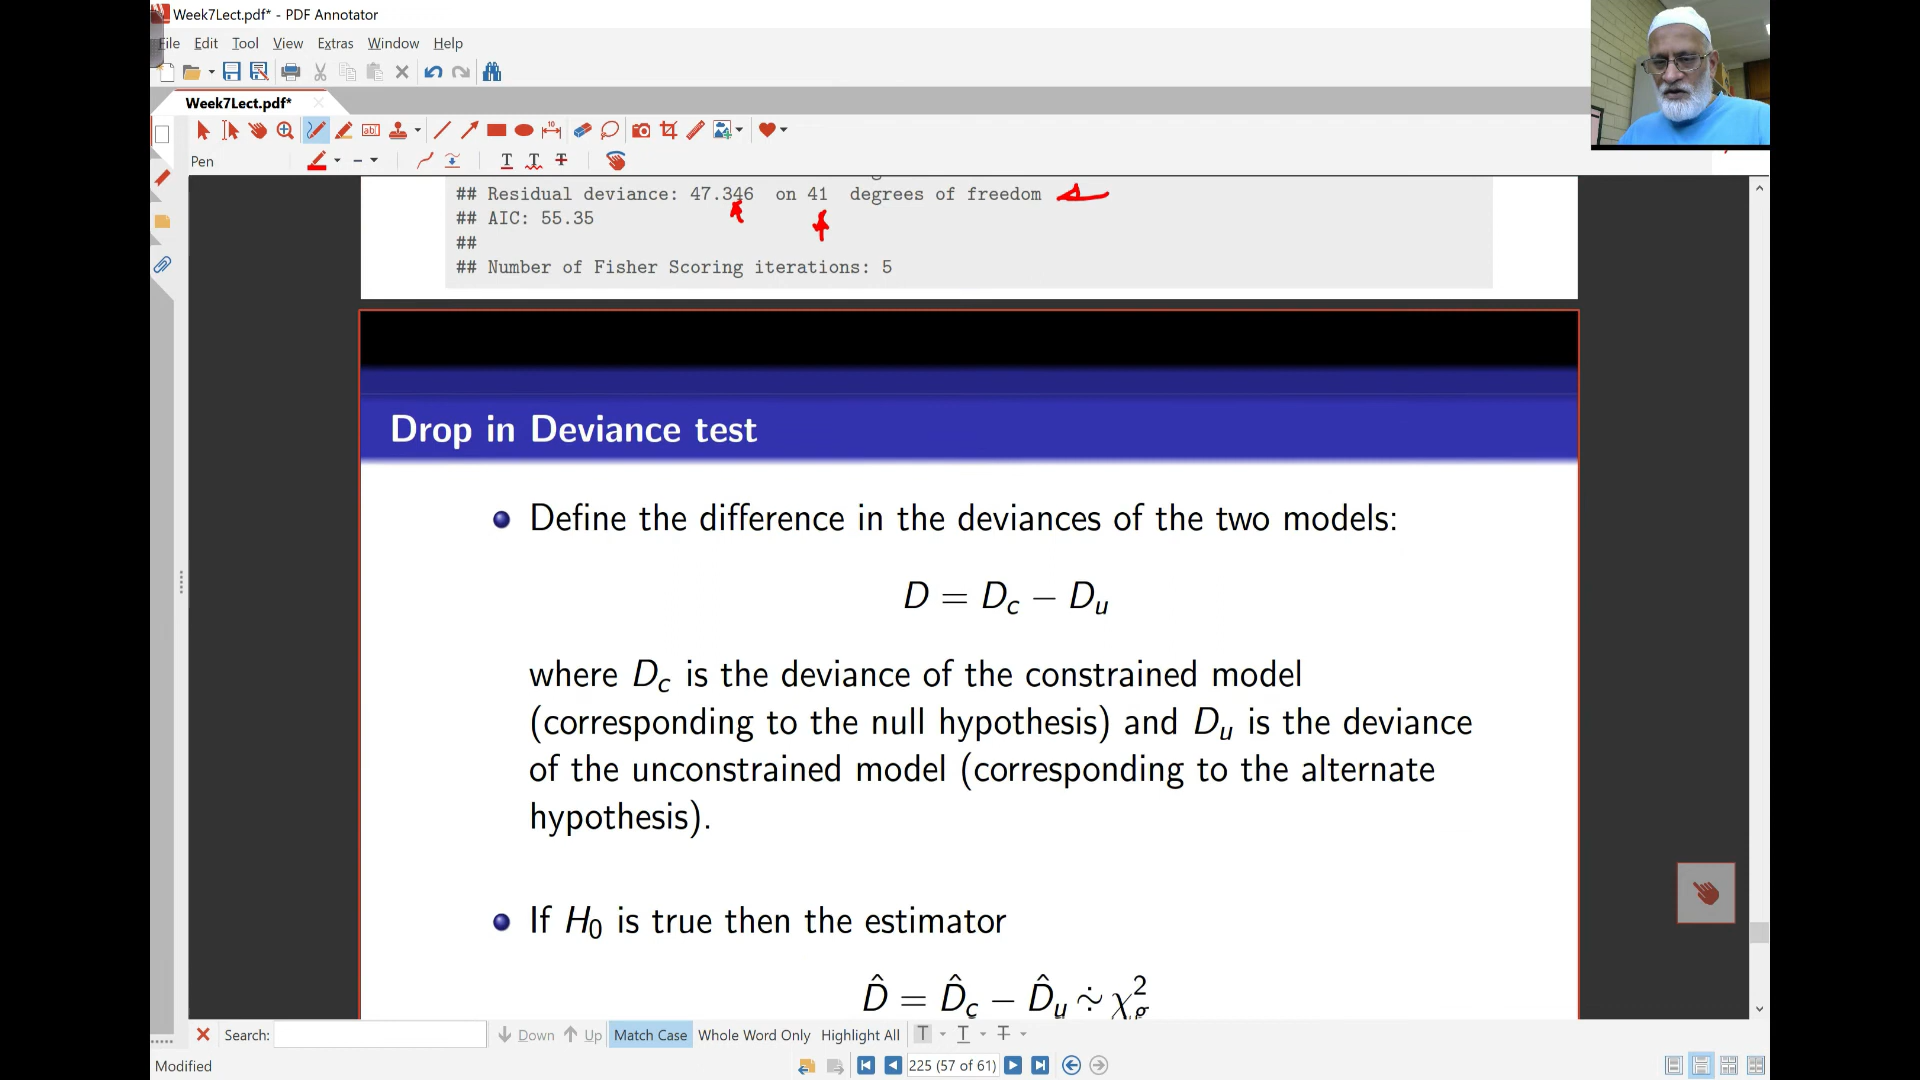 Week7Lect.pdf* - PDF Annotator
File Edit Tool View Extras Window Help
Week7Lect.pdf*
Pen
## Residual deviance: 47.346 on 41 degrees of freedom
## AIC: 55.35
##
## Number of Fisher Scoring iterations: 5
Drop in Deviance test
Define the difference in the deviances of the two models:
D = D_c − D_u
where D_c is the deviance of the constrained model
(corresponding to the null hypothesis) and D_u is the deviance
of the unconstrained model (corresponding to the alternate
hypothesis).
If H_0 is true then the estimator
D̂ = D̂_c − D̂_u ∻ χ²_g
Search: Down Up Match Case Whole Word Only Highlight All
Modified
225 (57 of 61)